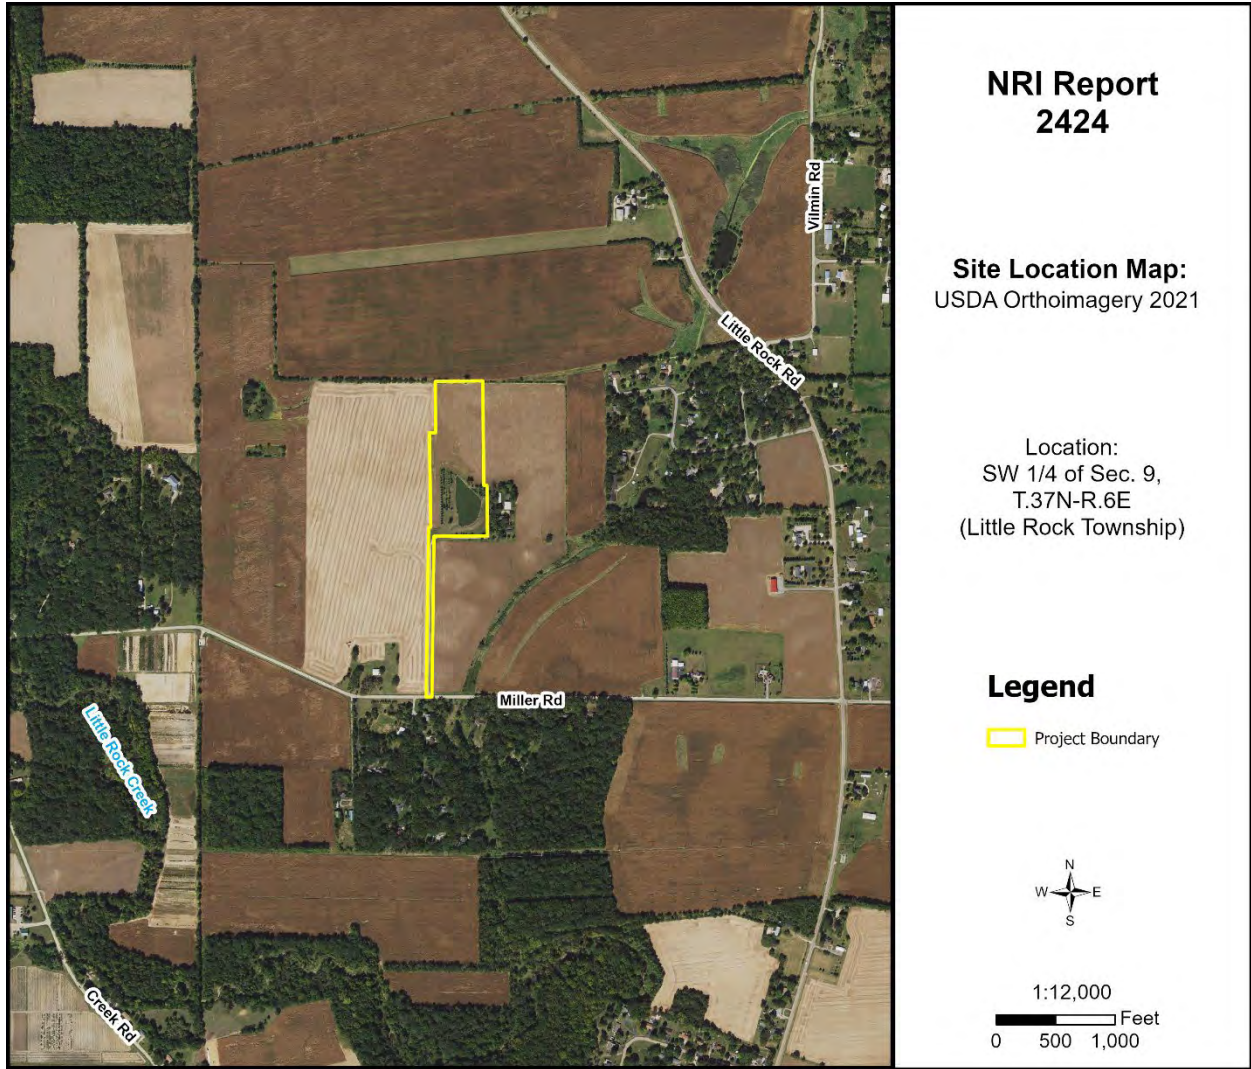 NRI Report
2424
Site Location Map:
USDA Orthoimagery 2021
Location:
SW 1/4 of Sec. 9,
T.37N-R.6E
(Little Rock Township)
Legend
Project Boundary
N
W E
S
1:12,000
Feet
0 500 1,000
Vilmin Rd
Little Rock Rd
Miller Rd
Little Rock Creek
Creek Rd